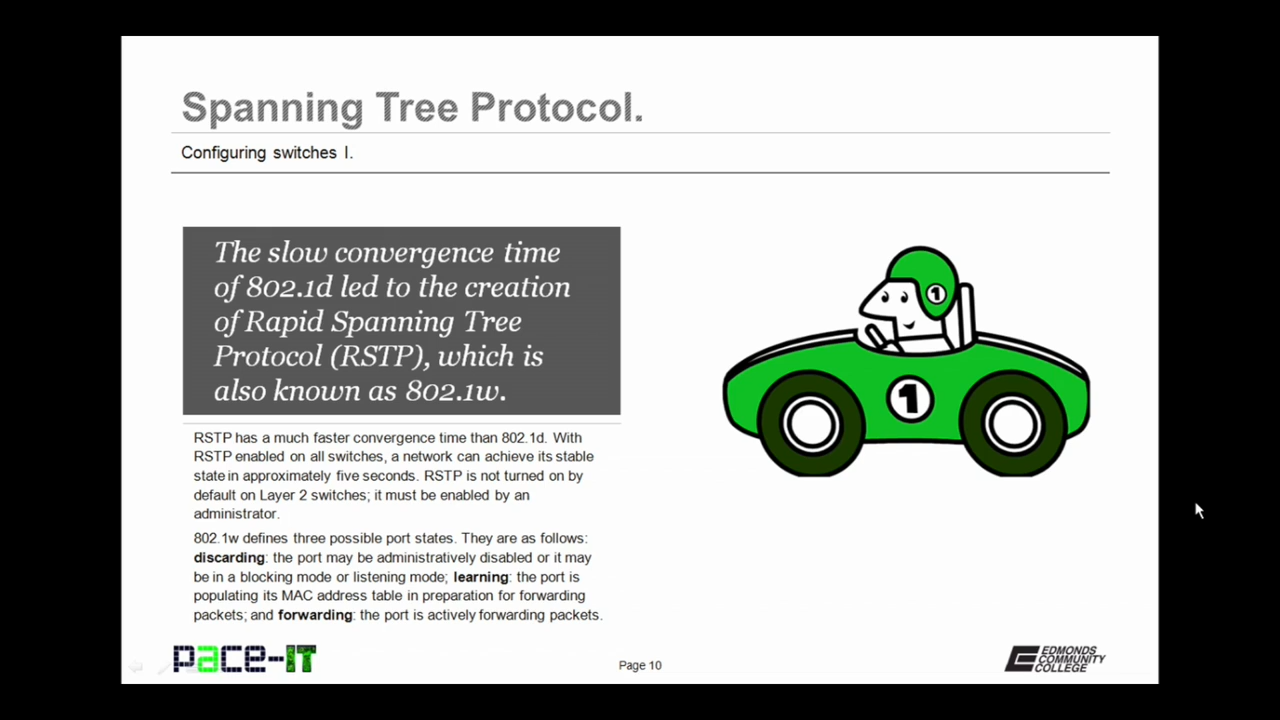 Spanning Tree Protocol.
Configuring switches I.
The slow convergence time
of 802.1d led to the creation
of Rapid Spanning Tree
Protocol (RSTP), which is
also known as 802.1w.
RSTP has a much faster convergence time than 802.1d. With
RSTP enabled on all switches, a network can achieve its stable
state in approximately five seconds. RSTP is not turned on by
default on Layer 2 switches; it must be enabled by an
administrator.
802.1w defines three possible port states. They are as follows:
discarding: the port may be administratively disabled or it may
be in a blocking mode or listening mode; learning: the port is
populating its MAC address table in preparation for forwarding
packets; and forwarding: the port is actively forwarding packets.
1
1
pace-IT
Page 10
EDMONDS
COMMUNITY
COLLEGE